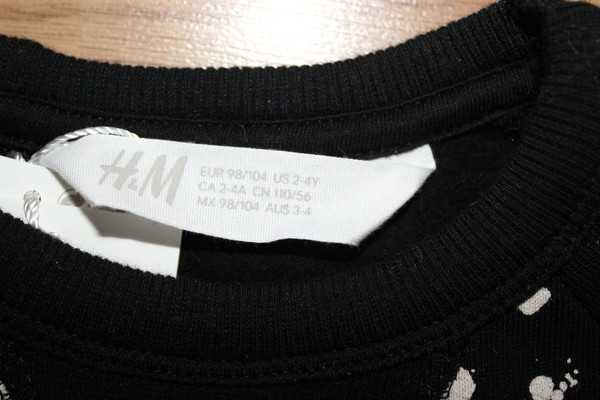 H&M
EUR 98/104 US 2-4Y
CA 2-4A CN 110/56
MX 98/104 AUS 3-4